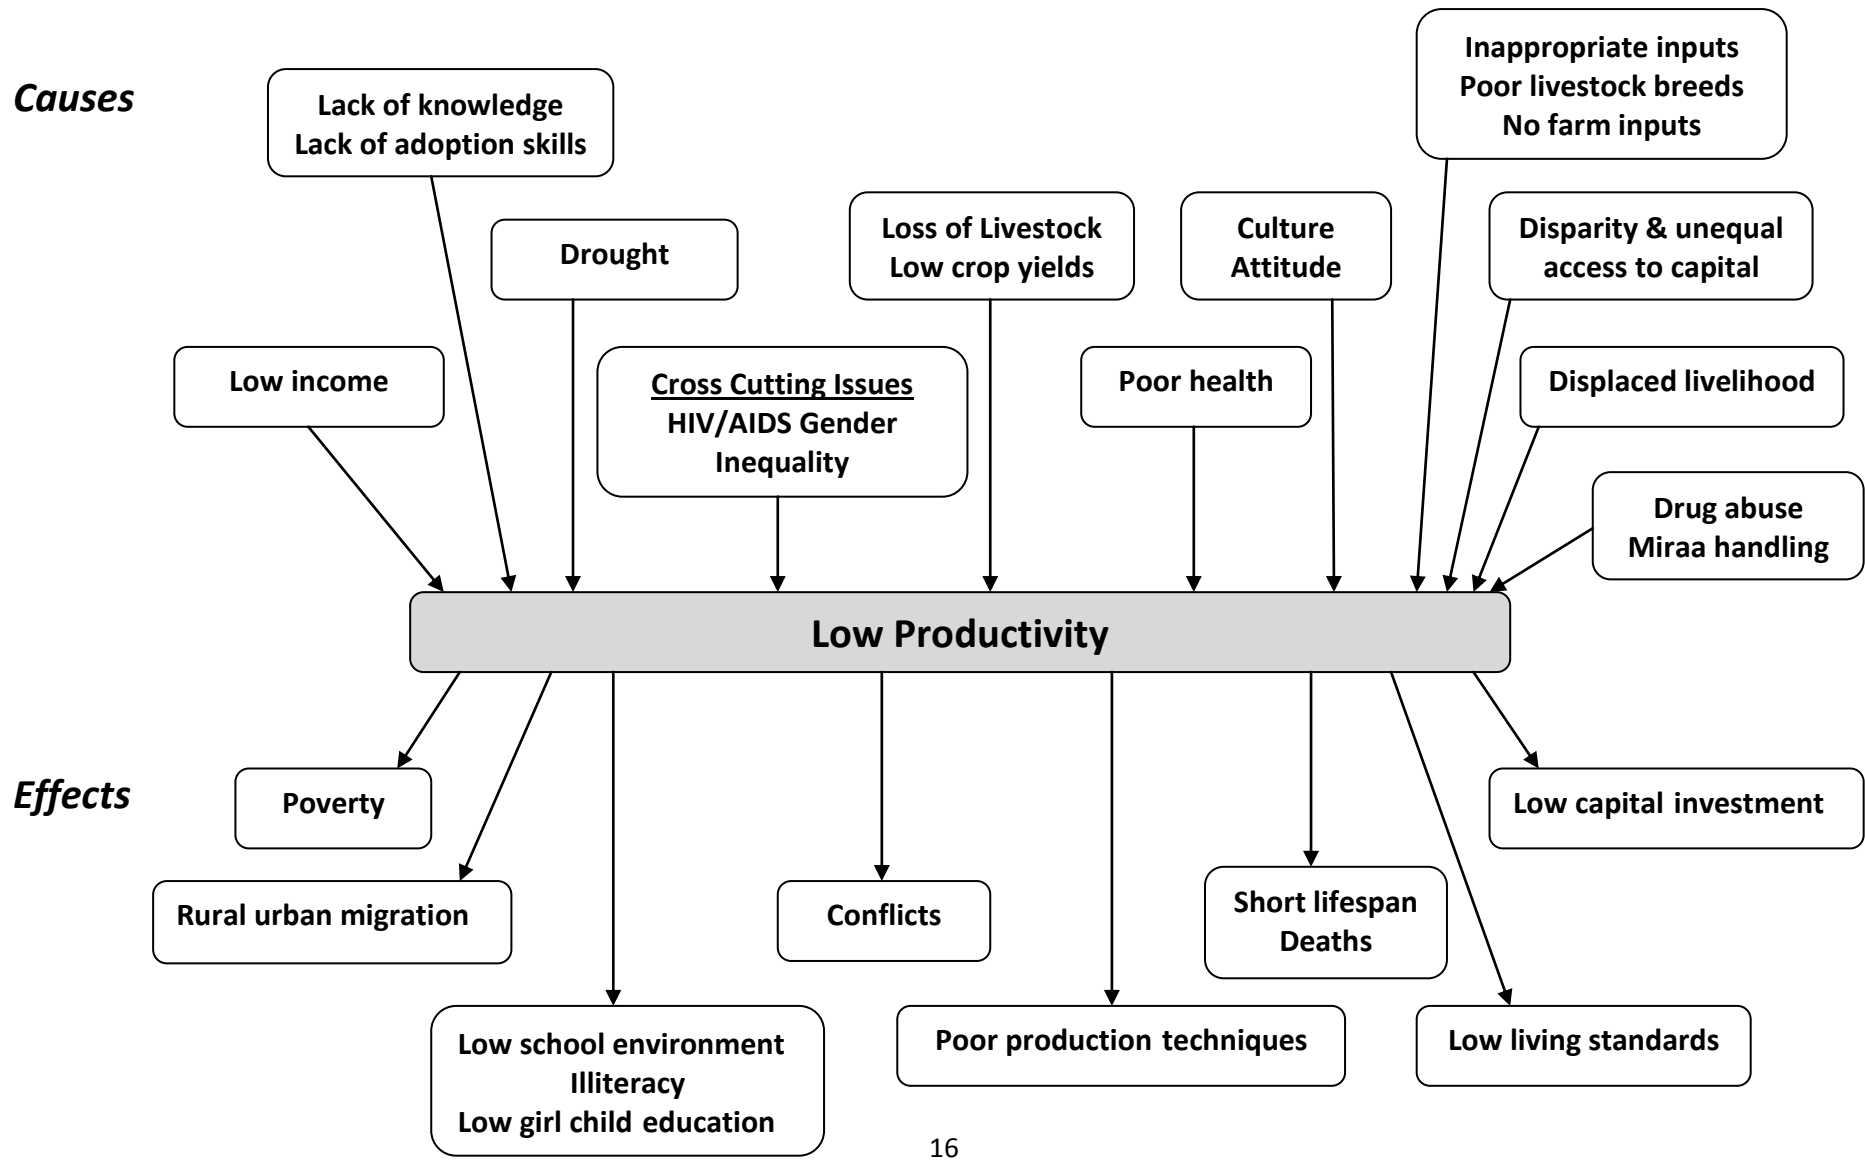 Causes
Lack of knowledge
Lack of adoption skills
Inappropriate inputs
Poor livestock breeds
No farm inputs
Drought
Loss of Livestock
Low crop yields
Culture
Attitude
Disparity & unequal
access to capital
Low income
Cross Cutting Issues
HIV/AIDS Gender
Inequality
Poor health
Displaced livelihood
Drug abuse
Miraa handling
Low Productivity
Effects
Poverty
Low capital investment
Rural urban migration
Conflicts
Short lifespan
Deaths
Low school environment
Illiteracy
Low girl child education
Poor production techniques
Low living standards
16